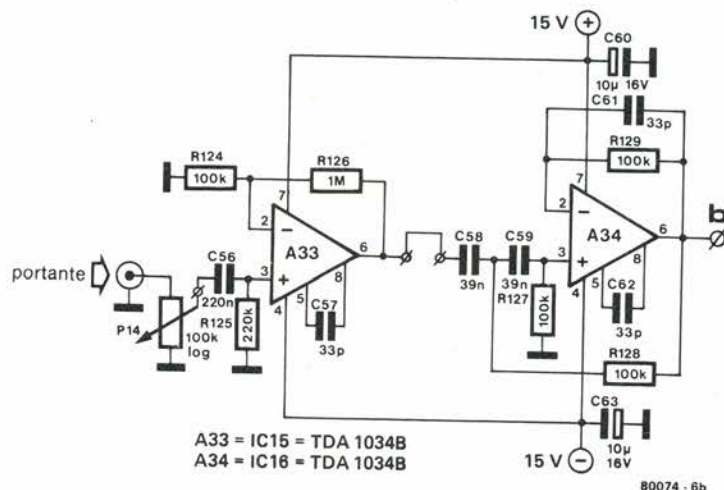 15 V +
C60
10µ 16V
C61
33p
R124
100k
R126
1M
R129
100k
7
7
2
−
A33
6
3
+
4
5
8
2
−
A34
6
b
3
+
4
5
8
portante
P14
100k
log
C56
220n
R125
220k
C57
33p
C58
39n
C59
39n
R127
100k
C62
33p
R128
100k
C63
10µ
16V
15 V −
A33 = IC15 = TDA 1034B
A34 = IC16 = TDA 1034B
80074 - 6b